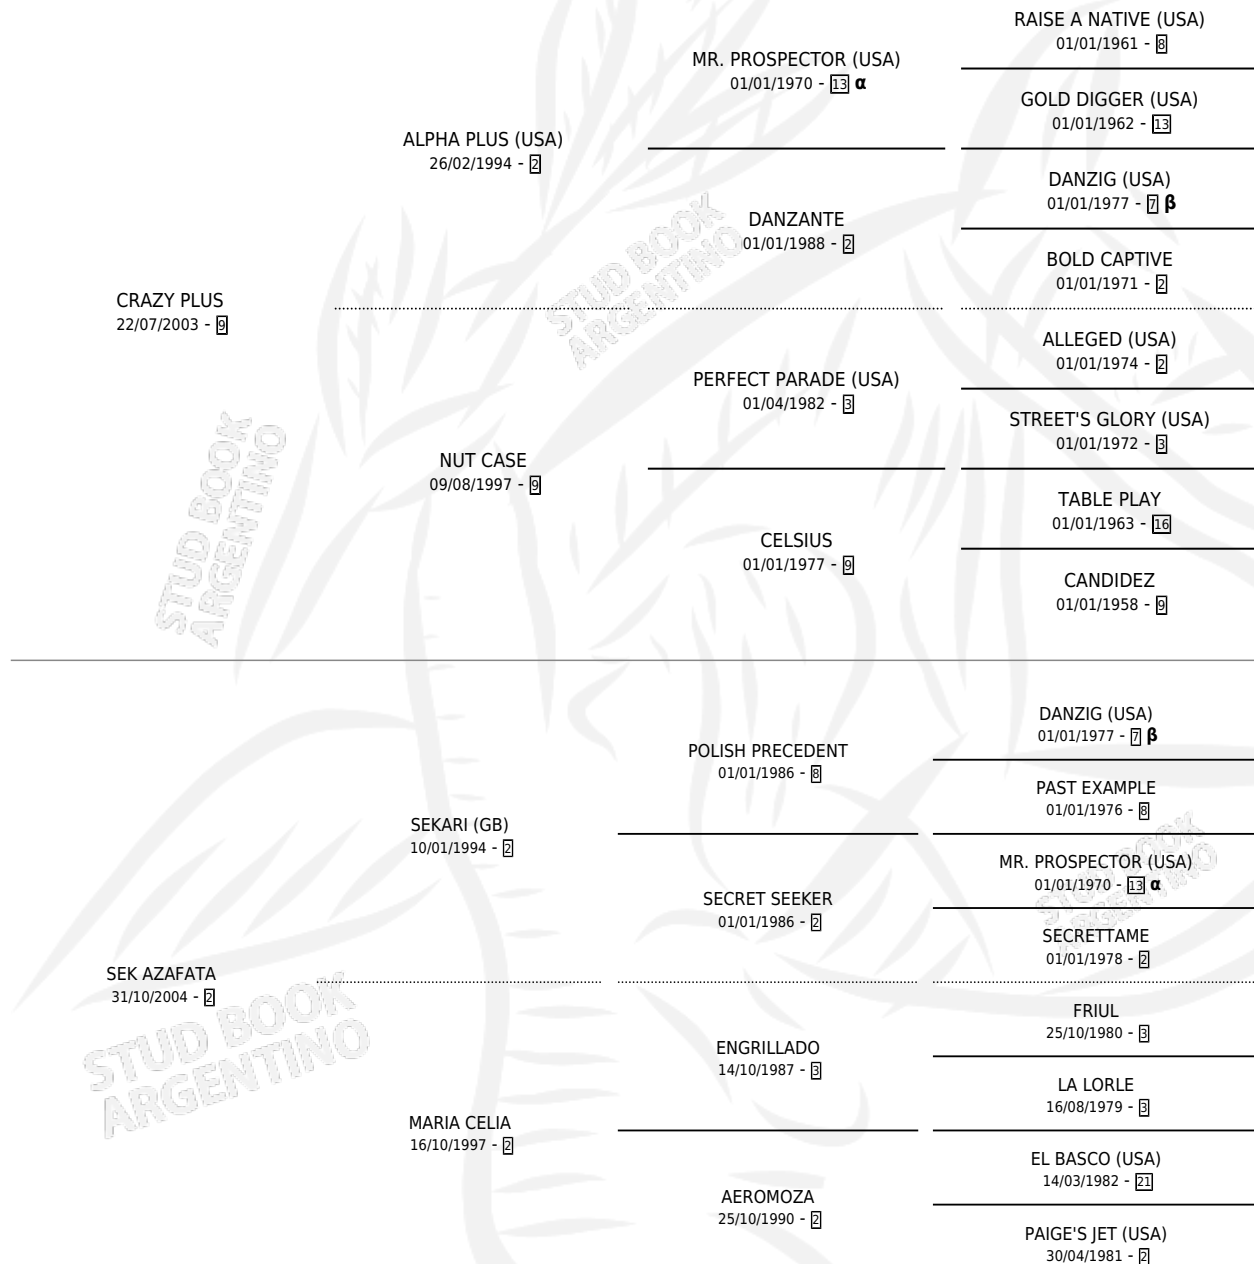 RAISE A NATIVE (USA)
01/01/1961 - 8
MR. PROSPECTOR (USA)
01/01/1970 - 13 α
GOLD DIGGER (USA)
01/01/1962 - 13
ALPHA PLUS (USA)
26/02/1994 - 2
DANZIG (USA)
01/01/1977 - 7 β
DANZANTE
01/01/1988 - 2
BOLD CAPTIVE
01/01/1971 - 2
CRAZY PLUS
22/07/2003 - 9
ALLEGED (USA)
01/01/1974 - 2
PERFECT PARADE (USA)
01/04/1982 - 3
STREET'S GLORY (USA)
01/01/1972 - 3
NUT CASE
09/08/1997 - 9
TABLE PLAY
01/01/1963 - 16
CELSIUS
01/01/1977 - 9
CANDIDEZ
01/01/1958 - 9
DANZIG (USA)
01/01/1977 - 7 β
POLISH PRECEDENT
01/01/1986 - 8
PAST EXAMPLE
01/01/1976 - 8
SEKARI (GB)
10/01/1994 - 2
MR. PROSPECTOR (USA)
01/01/1970 - 13 α
SECRET SEEKER
01/01/1986 - 2
SECRETTAME
01/01/1978 - 2
SEK AZAFATA
31/10/2004 - 2
FRIUL
25/10/1980 - 3
ENGRILLADO
14/10/1987 - 3
LA LORLE
16/08/1979 - 3
MARIA CELIA
16/10/1997 - 2
EL BASCO (USA)
14/03/1982 - 21
AEROMOZA
25/10/1990 - 2
PAIGE'S JET (USA)
30/04/1981 - 2
STUD BOOK
ARGENTINO
STUD BOOK
ARGENTINO
STUD BOOK
ARGENTINO
STUD BOOK
ARGENTINO